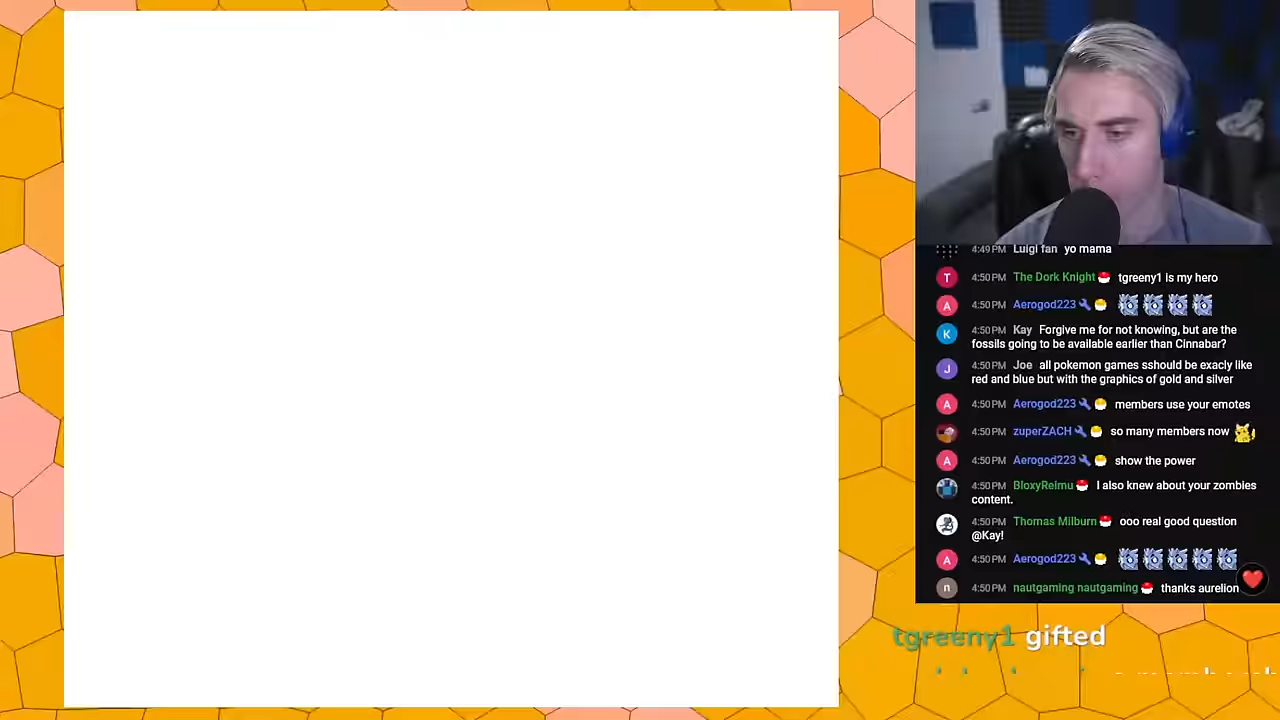 4:49 PM Luigi fan yo mama
T 4:50 PM The Dork Knight tgreeny1 is my hero
A 4:50 PM Aerogod223
K 4:50 PM Kay Forgive me for not knowing, but are the
fossils going to be available earlier than Cinnabar?
J 4:50 PM Joe all pokemon games sshould be exacly like
red and blue but with the graphics of gold and silver
A 4:50 PM Aerogod223 members use your emotes
4:50 PM zuperZACH so many members now
A 4:50 PM Aerogod223 show the power
4:50 PM BloxyReimu I also knew about your zombies
content.
4:50 PM Thomas Milburn ooo real good question
@Kay!
A 4:50 PM Aerogod223
n 4:50 PM nautgaming nautgaming thanks aurelion
tgreeny1 gifted